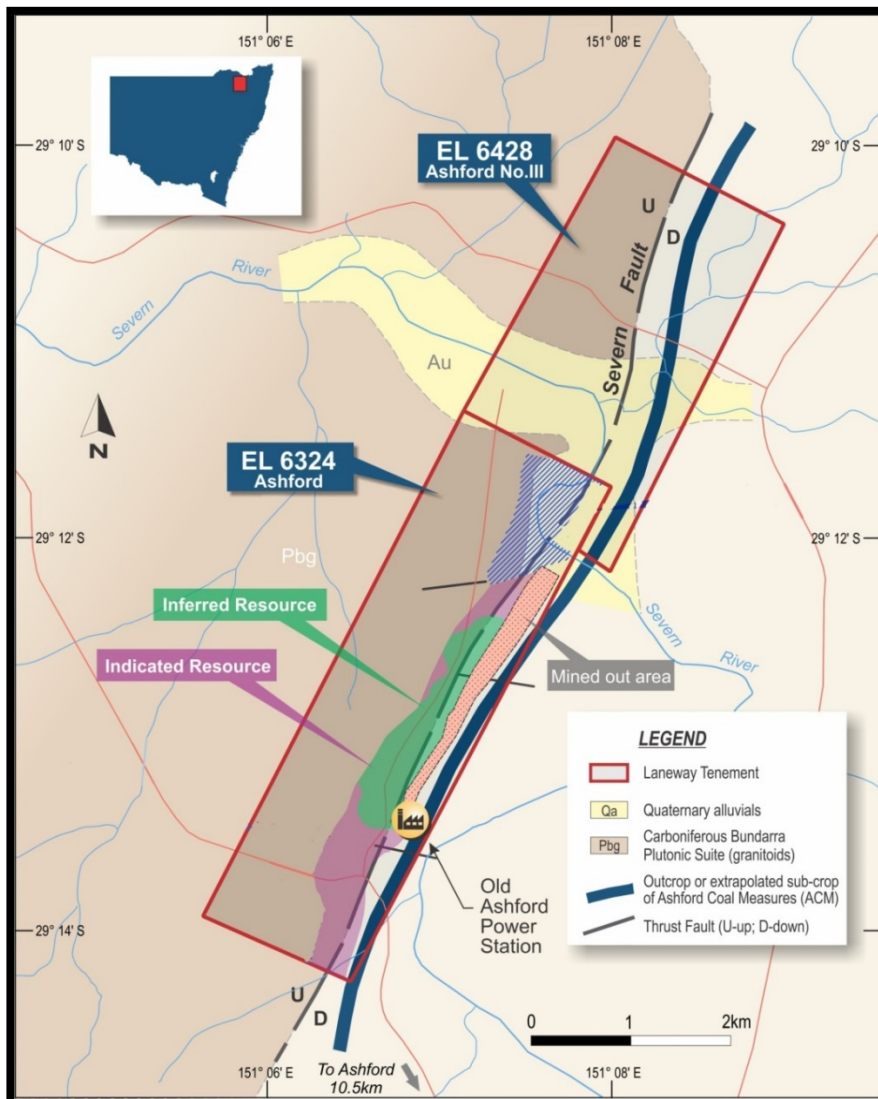 151° 06' E
151° 08' E
29° 10' S
29° 10' S
EL 6428
Ashford No.III
U
D
Severn Fault
Severn
River
Au
N
EL 6324
Ashford
29° 12' S
29° 12' S
Pbg
Inferred Resource
Indicated Resource
Severn
River
Mined out area
LEGEND
Laneway Tenement
Qa
Quaternary alluvials
Pbg
Carboniferous Bundarra
Plutonic Suite (granitoids)
Outcrop or extrapolated sub-crop
of Ashford Coal Measures (ACM)
Thrust Fault (U-up; D-down)
Old
Ashford
Power
Station
29° 14' S
29° 14' S
U
D
0
1
2km
To Ashford
10.5km
151° 06' E
151° 08' E